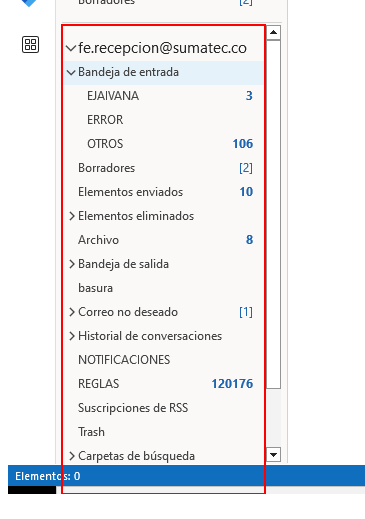 Borradores [2]
fe.recepcion@sumatec.co
Bandeja de entrada
EJAIVANA 3
ERROR
OTROS 106
Borradores [2]
Elementos enviados 10
Elementos eliminados
Archivo 8
Bandeja de salida
basura
Correo no deseado [1]
Historial de conversaciones
NOTIFICACIONES
REGLAS 120176
Suscripciones de RSS
Trash
Carpetas de búsqueda
Elementos: 0